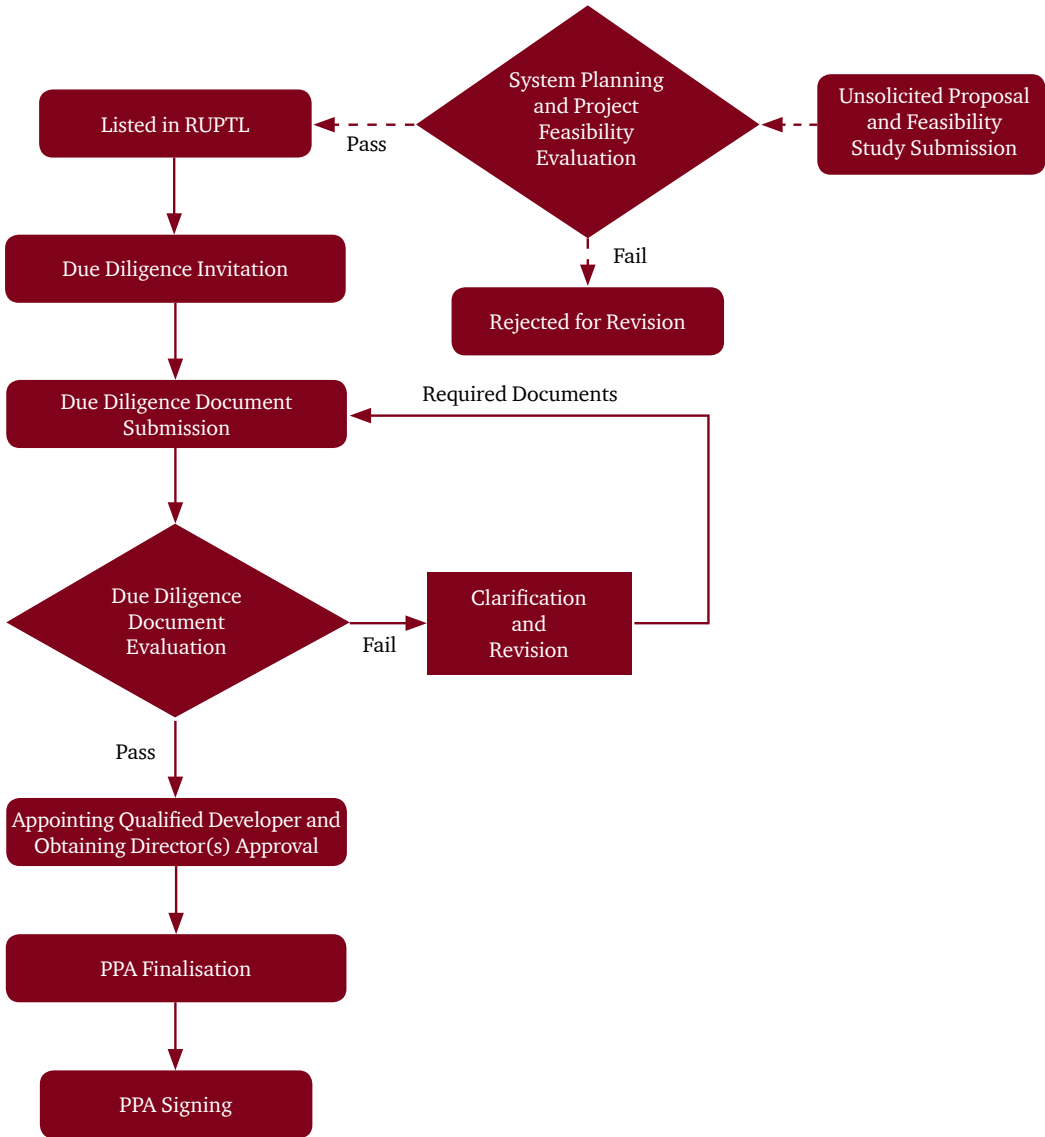 System Planning
and Project
Feasibility
Evaluation
Unsolicited Proposal
and Feasibility
Study Submission
Listed in RUPTL
Pass
Fail
Due Diligence Invitation
Rejected for Revision
Required Documents
Due Diligence Document
Submission
Due Diligence
Document
Evaluation
Fail
Clarification
and
Revision
Pass
Appointing Qualified Developer and
Obtaining Director(s) Approval
PPA Finalisation
PPA Signing